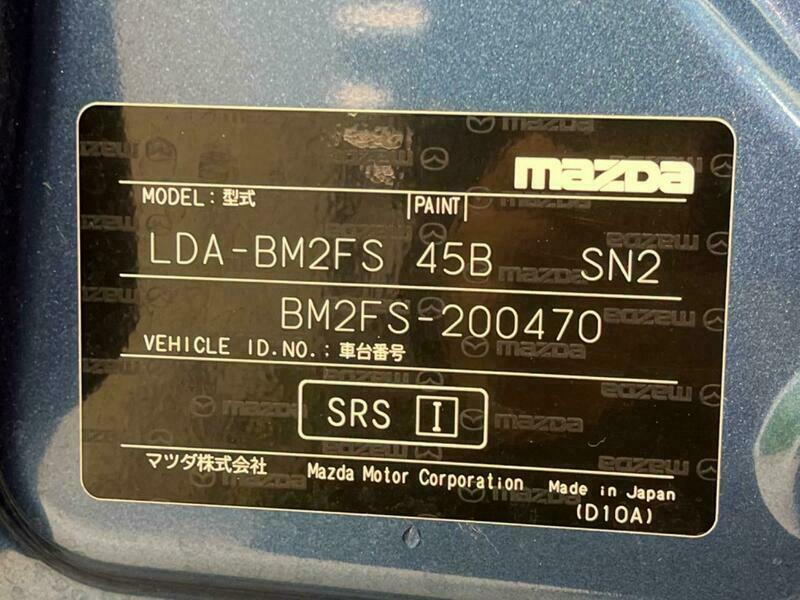 mazda
MODEL : 型式 PAINT
LDA-BM2FS 45B SN2
BM2FS-200470
VEHICLE ID.NO. : 車台番号
SRS I
マツダ株式会社 Mazda Motor Corporation Made in Japan
(D10A)